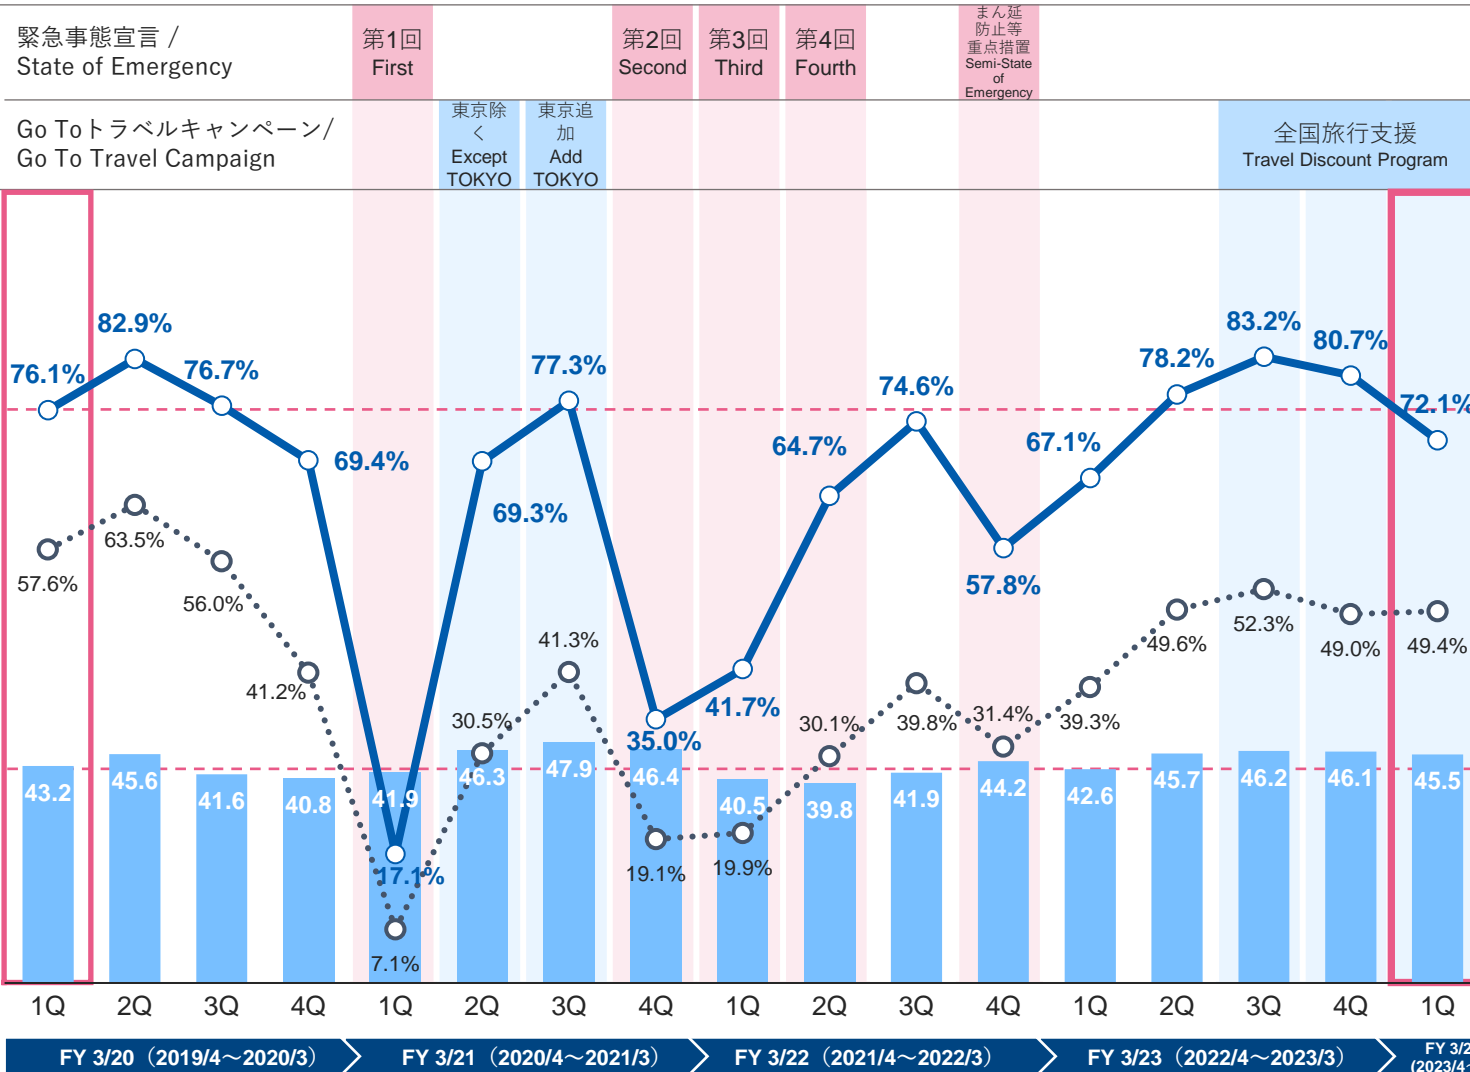 緊急事態宣言 /
State of Emergency
第1回
First
第2回
Second
第3回
Third
第4回
Fourth
まん延
防止等
重点措置
Semi-State
of
Emergency
Go Toトラベルキャンペーン/
Go To Travel Campaign
東京除
く
Except
TOKYO
東京追
加
Add
TOKYO
全国旅行支援
Travel Discount Program
76.1%
82.9%
76.7%
69.4%
17.1%
69.3%
77.3%
35.0%
41.7%
64.7%
74.6%
57.8%
67.1%
78.2%
83.2%
80.7%
72.1%
57.6%
63.5%
56.0%
41.2%
7.1%
30.5%
41.3%
19.1%
19.9%
30.1%
39.8%
31.4%
39.3%
49.6%
52.3%
49.0%
49.4%
43.2
45.6
41.6
40.8
41.9
46.3
47.9
46.4
40.5
39.8
41.9
44.2
42.6
45.7
46.2
46.1
45.5
1Q
2Q
3Q
4Q
1Q
2Q
3Q
4Q
1Q
2Q
3Q
4Q
1Q
2Q
3Q
4Q
1Q
FY 3/20（2019/4～2020/3）
FY 3/21（2020/4～2021/3）
FY 3/22（2021/4～2022/3）
FY 3/23（2022/4～2023/3）
FY 3/2
(2023/4～